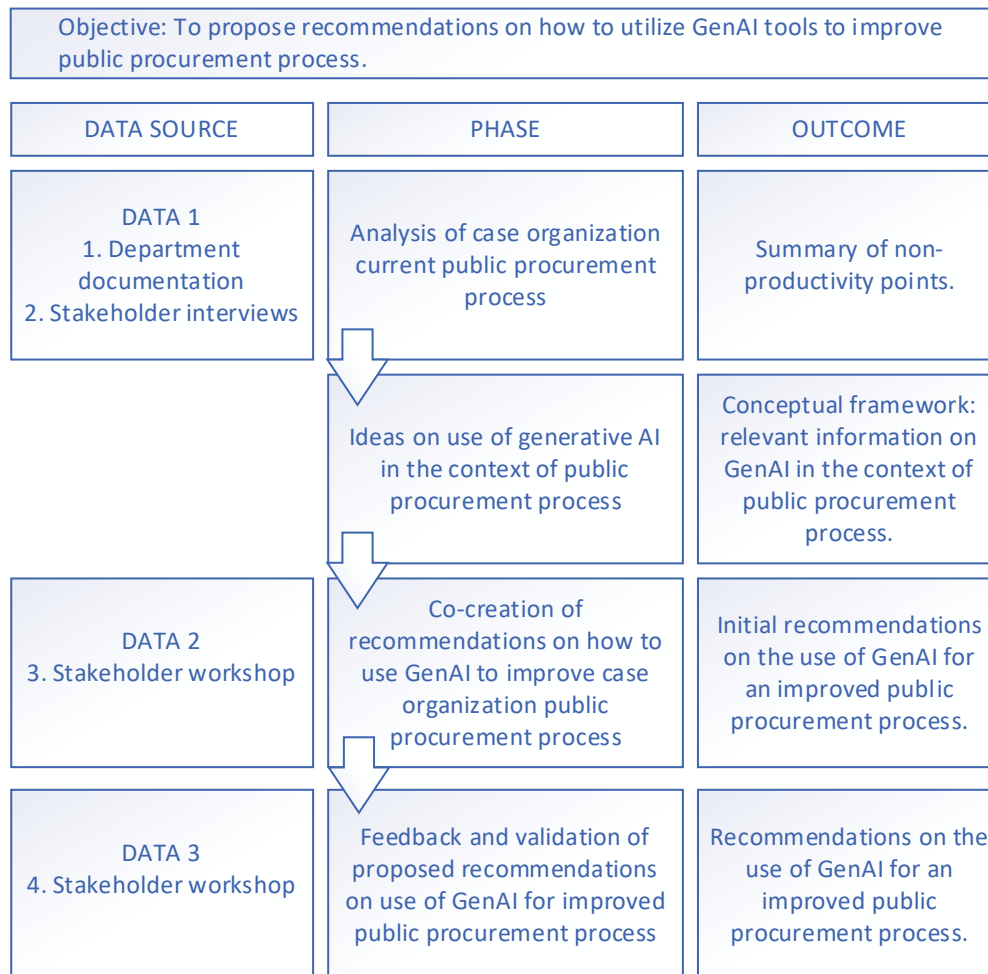 Objective: To propose recommendations on how to utilize GenAI tools to improve
public procurement process.
DATA SOURCE
PHASE
OUTCOME
DATA 1
1. Department
documentation
2. Stakeholder interviews
Analysis of case organization
current public procurement
process
Summary of non-
productivity points.
Ideas on use of generative AI
in the context of public
procurement process
Conceptual framework:
relevant information on
GenAI in the context of
public procurement
process.
DATA 2
3. Stakeholder workshop
Co-creation of
recommendations on how to
use GenAI to improve case
organization public
procurement process
Initial recommendations
on the use of GenAI for
an improved public
procurement process.
DATA 3
4. Stakeholder workshop
Feedback and validation of
proposed recommendations
on use of GenAI for improved
public procurement process
Recommendations on the
use of GenAI for an
improved public
procurement process.